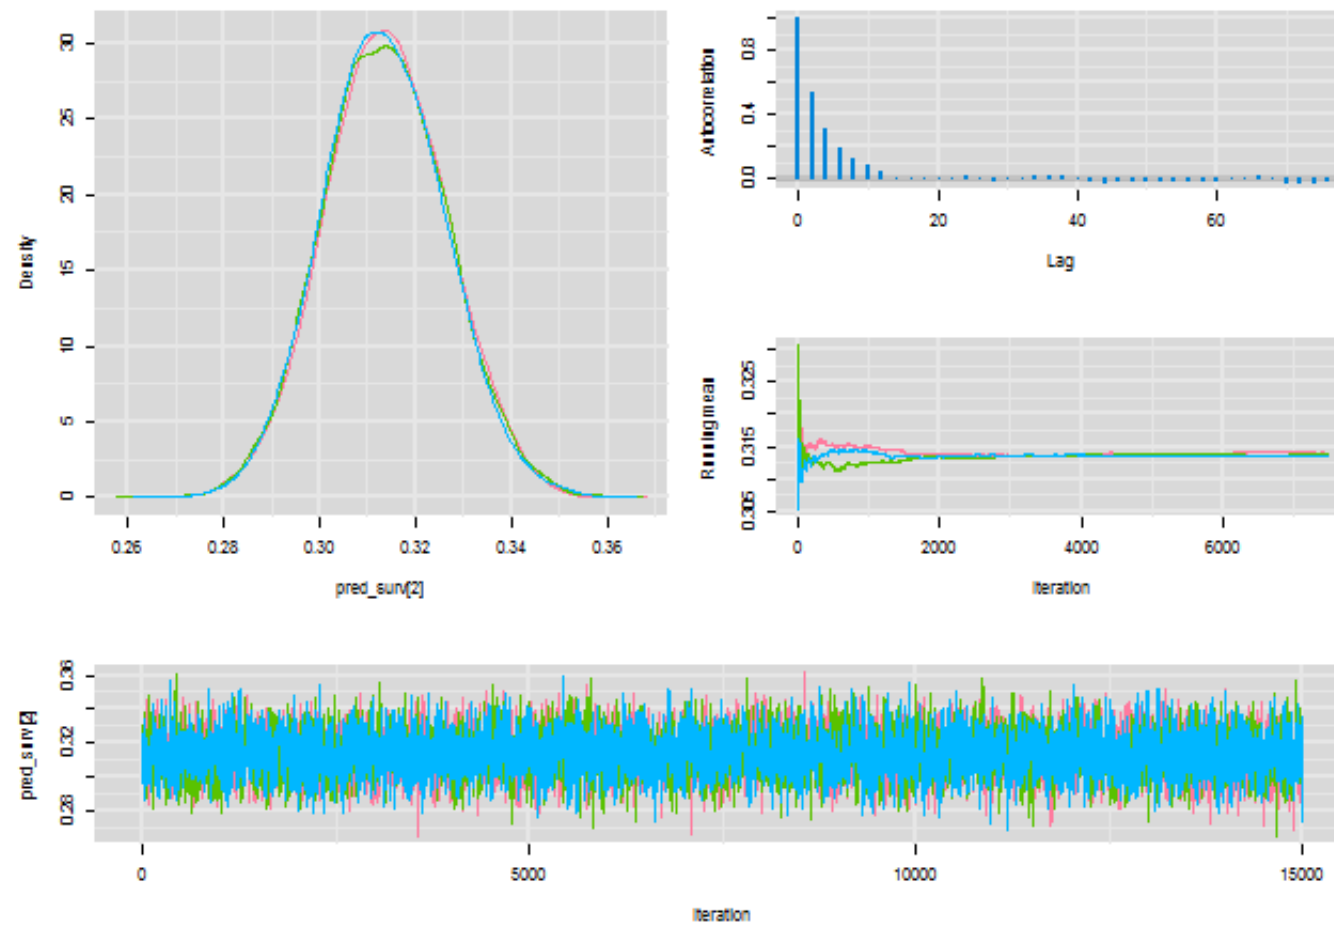 Density
30
25
20
15
10
5
0
0.26 0.28 0.30 0.32 0.34 0.36
pred_surv[2]
Autocorrelation
0.8
0.4
0.0
0 20 40 60
Lag
Running mean
0.325
0.315
0.305
0 2000 4000 6000
Iteration
pred_surv[2]
0.36
0.32
0.28
0 5000 10000 15000
Iteration